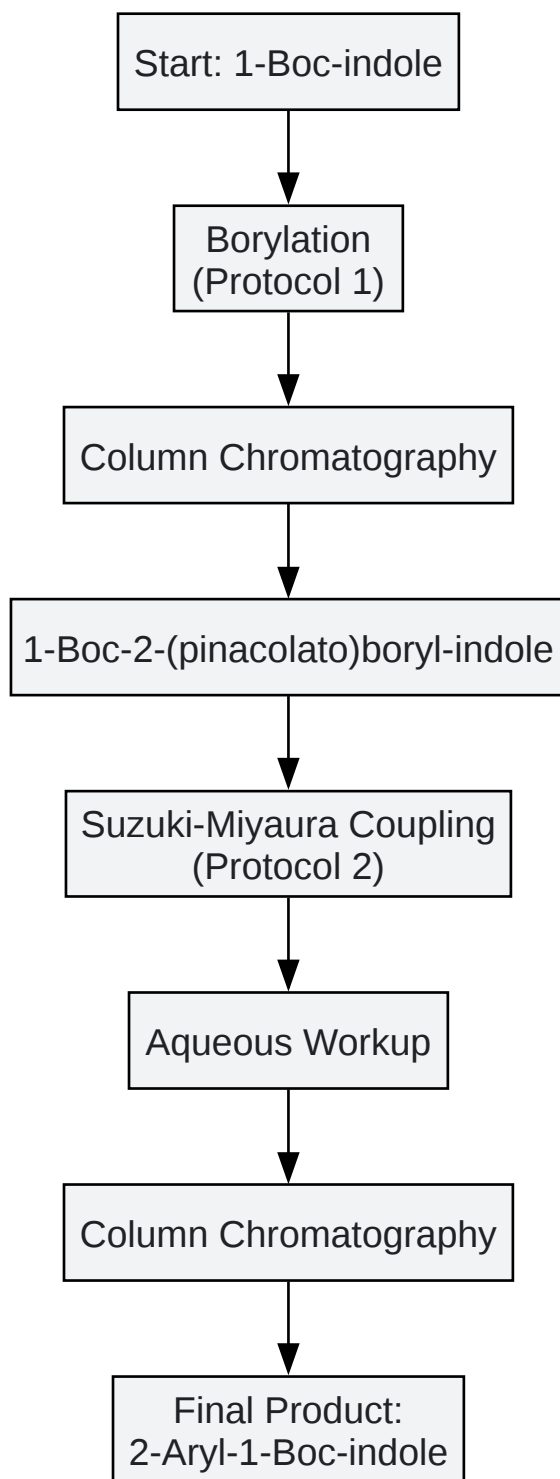 Start: 1-Boc-indole
Borylation
(Protocol 1)
Column Chromatography
1-Boc-2-(pinacolato)boryl-indole
Suzuki-Miyaura Coupling
(Protocol 2)
Aqueous Workup
Column Chromatography
Final Product:
2-Aryl-1-Boc-indole